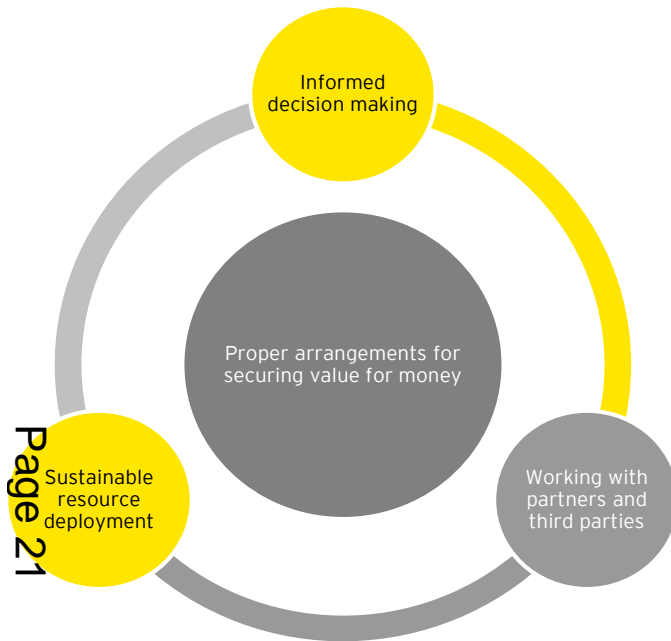 Informed
decision making
Proper arrangements for
securing value for money
Sustainable
resource
deployment
Working with
partners and
third parties
Page 21